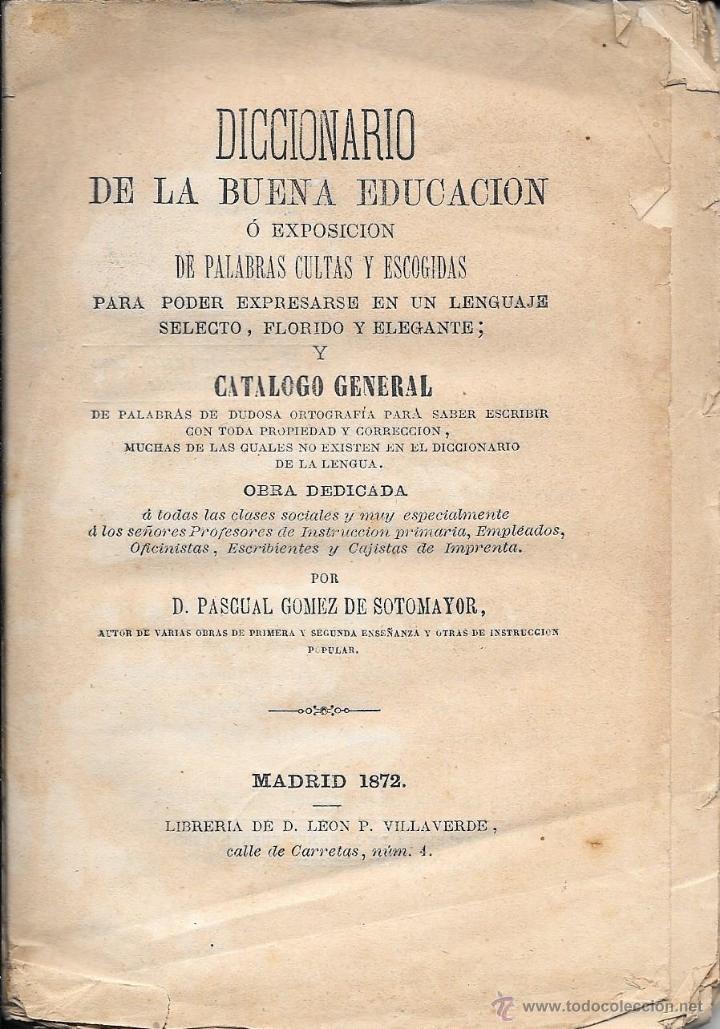 DICCIONARIO
DE LA BUENA EDUCACION
Ó EXPOSICION
DE PALABRAS CULTAS Y ESCOGIDAS
PARA PODER EXPRESARSE EN UN LENGUAJE
SELECTO, FLORIDO Y ELEGANTE;
Y
CATALOGO GENERAL
DE PALABRAS DE DUDOSA ORTOGRAFÍA PARA SABER ESCRIBIR
CON TODA PROPIEDAD Y CORRECCION,
MUCHAS DE LAS CUALES NO EXISTEN EN EL DICCIONARIO
DE LA LENGUA.
OBRA DEDICADA
á todas las clases sociales y muy especialmente
á los señores Profesores de Instruccion primaria, Empléados,
Oficinistas, Escribientes y Cajistas de Imprenta.
POR
D. PASCUAL GOMEZ DE SOTOMAYOR,
AUTOR DE VARIAS OBRAS DE PRIMERA Y SEGUNDA ENSEÑANZA Y OTRAS DE INSTRUCCION
POPULAR.
MADRID 1872.
LIBRERIA DE D. LEON P. VILLAVERDE,
calle de Carretas, núm. 4.
www.todocoleccion.net